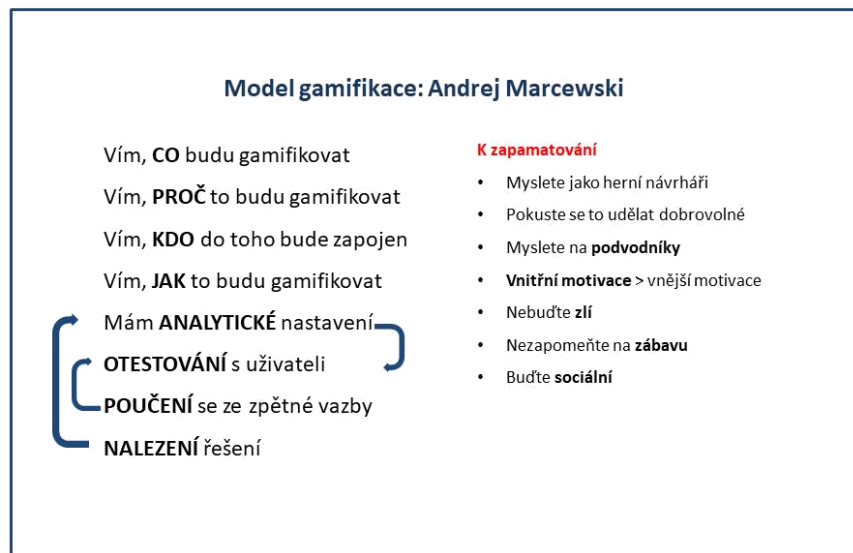 Model gamifikace: Andrej Marcewski
Vím, CO budu gamifikovat
Vím, PROČ to budu gamifikovat
Vím, KDO do toho bude zapojen
Vím, JAK to budu gamifikovat
Mám ANALYTICKÉ nastavení
OTESTOVÁNÍ s uživateli
POUČENÍ se ze zpětné vazby
NALEZENÍ řešení
K zapamatování
• Myslete jako herní návrháři
• Pokuste se to udělat dobrovolné
• Myslete na podvodníky
• Vnitřní motivace > vnější motivace
• Nebuďte zlí
• Nezapomeňte na zábavu
• Buďte sociální